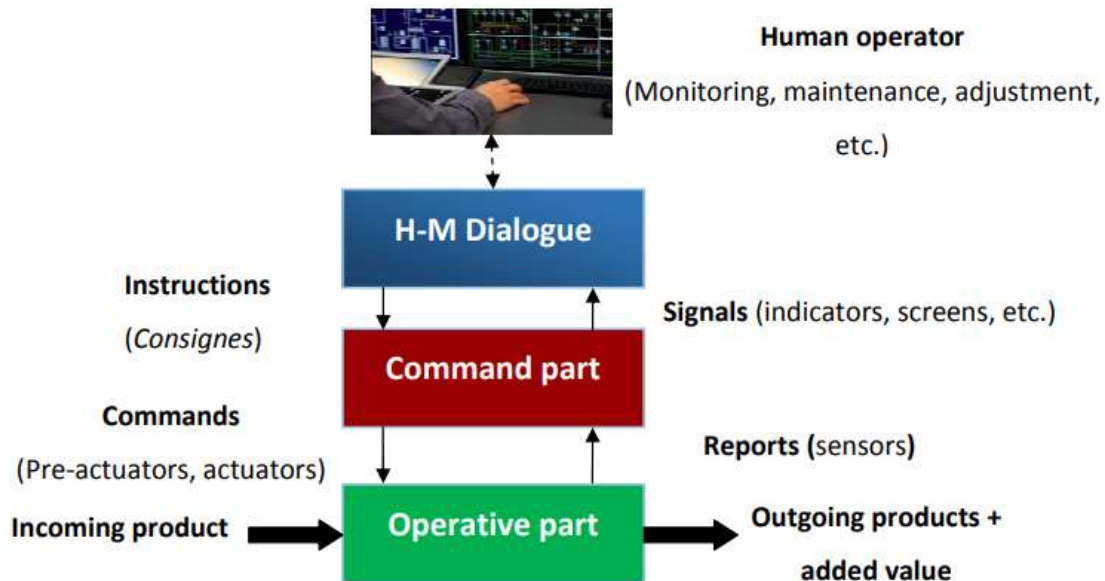 Human operator
(Monitoring, maintenance, adjustment,
etc.)
H-M Dialogue
Instructions
(Consignes)
Signals (indicators, screens, etc.)
Command part
Commands
(Pre-actuators, actuators)
Reports (sensors)
Incoming product
Operative part
Outgoing products +
added value